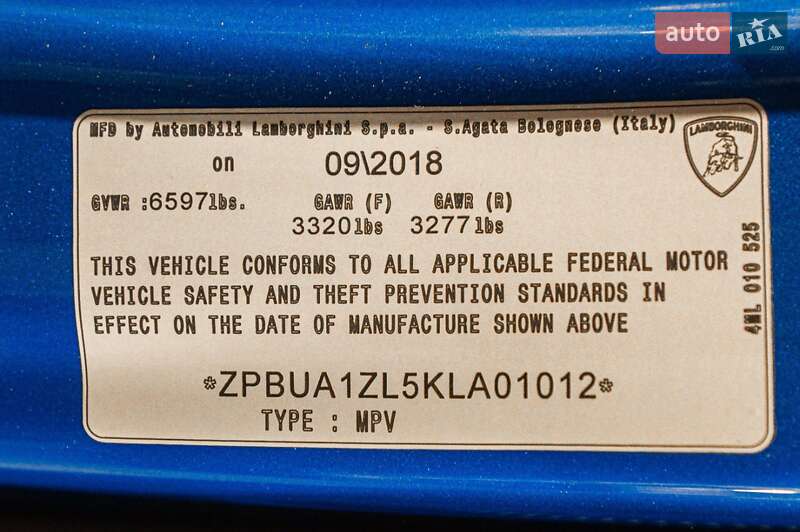 auto RIA.com
MFD by Automobili Lamborghini S.p.a. - S.Agata Bolognese (Italy)
LAMBORGHINI
on 09\2018
GVWR :6597lbs. GAWR (F) GAWR (R)
3320lbs 3277lbs
THIS VEHICLE CONFORMS TO ALL APPLICABLE FEDERAL MOTOR
VEHICLE SAFETY AND THEFT PREVENTION STANDARDS IN
EFFECT ON THE DATE OF MANUFACTURE SHOWN ABOVE
4ML 010 525
*ZPBUA1ZL5KLA01012*
TYPE : MPV